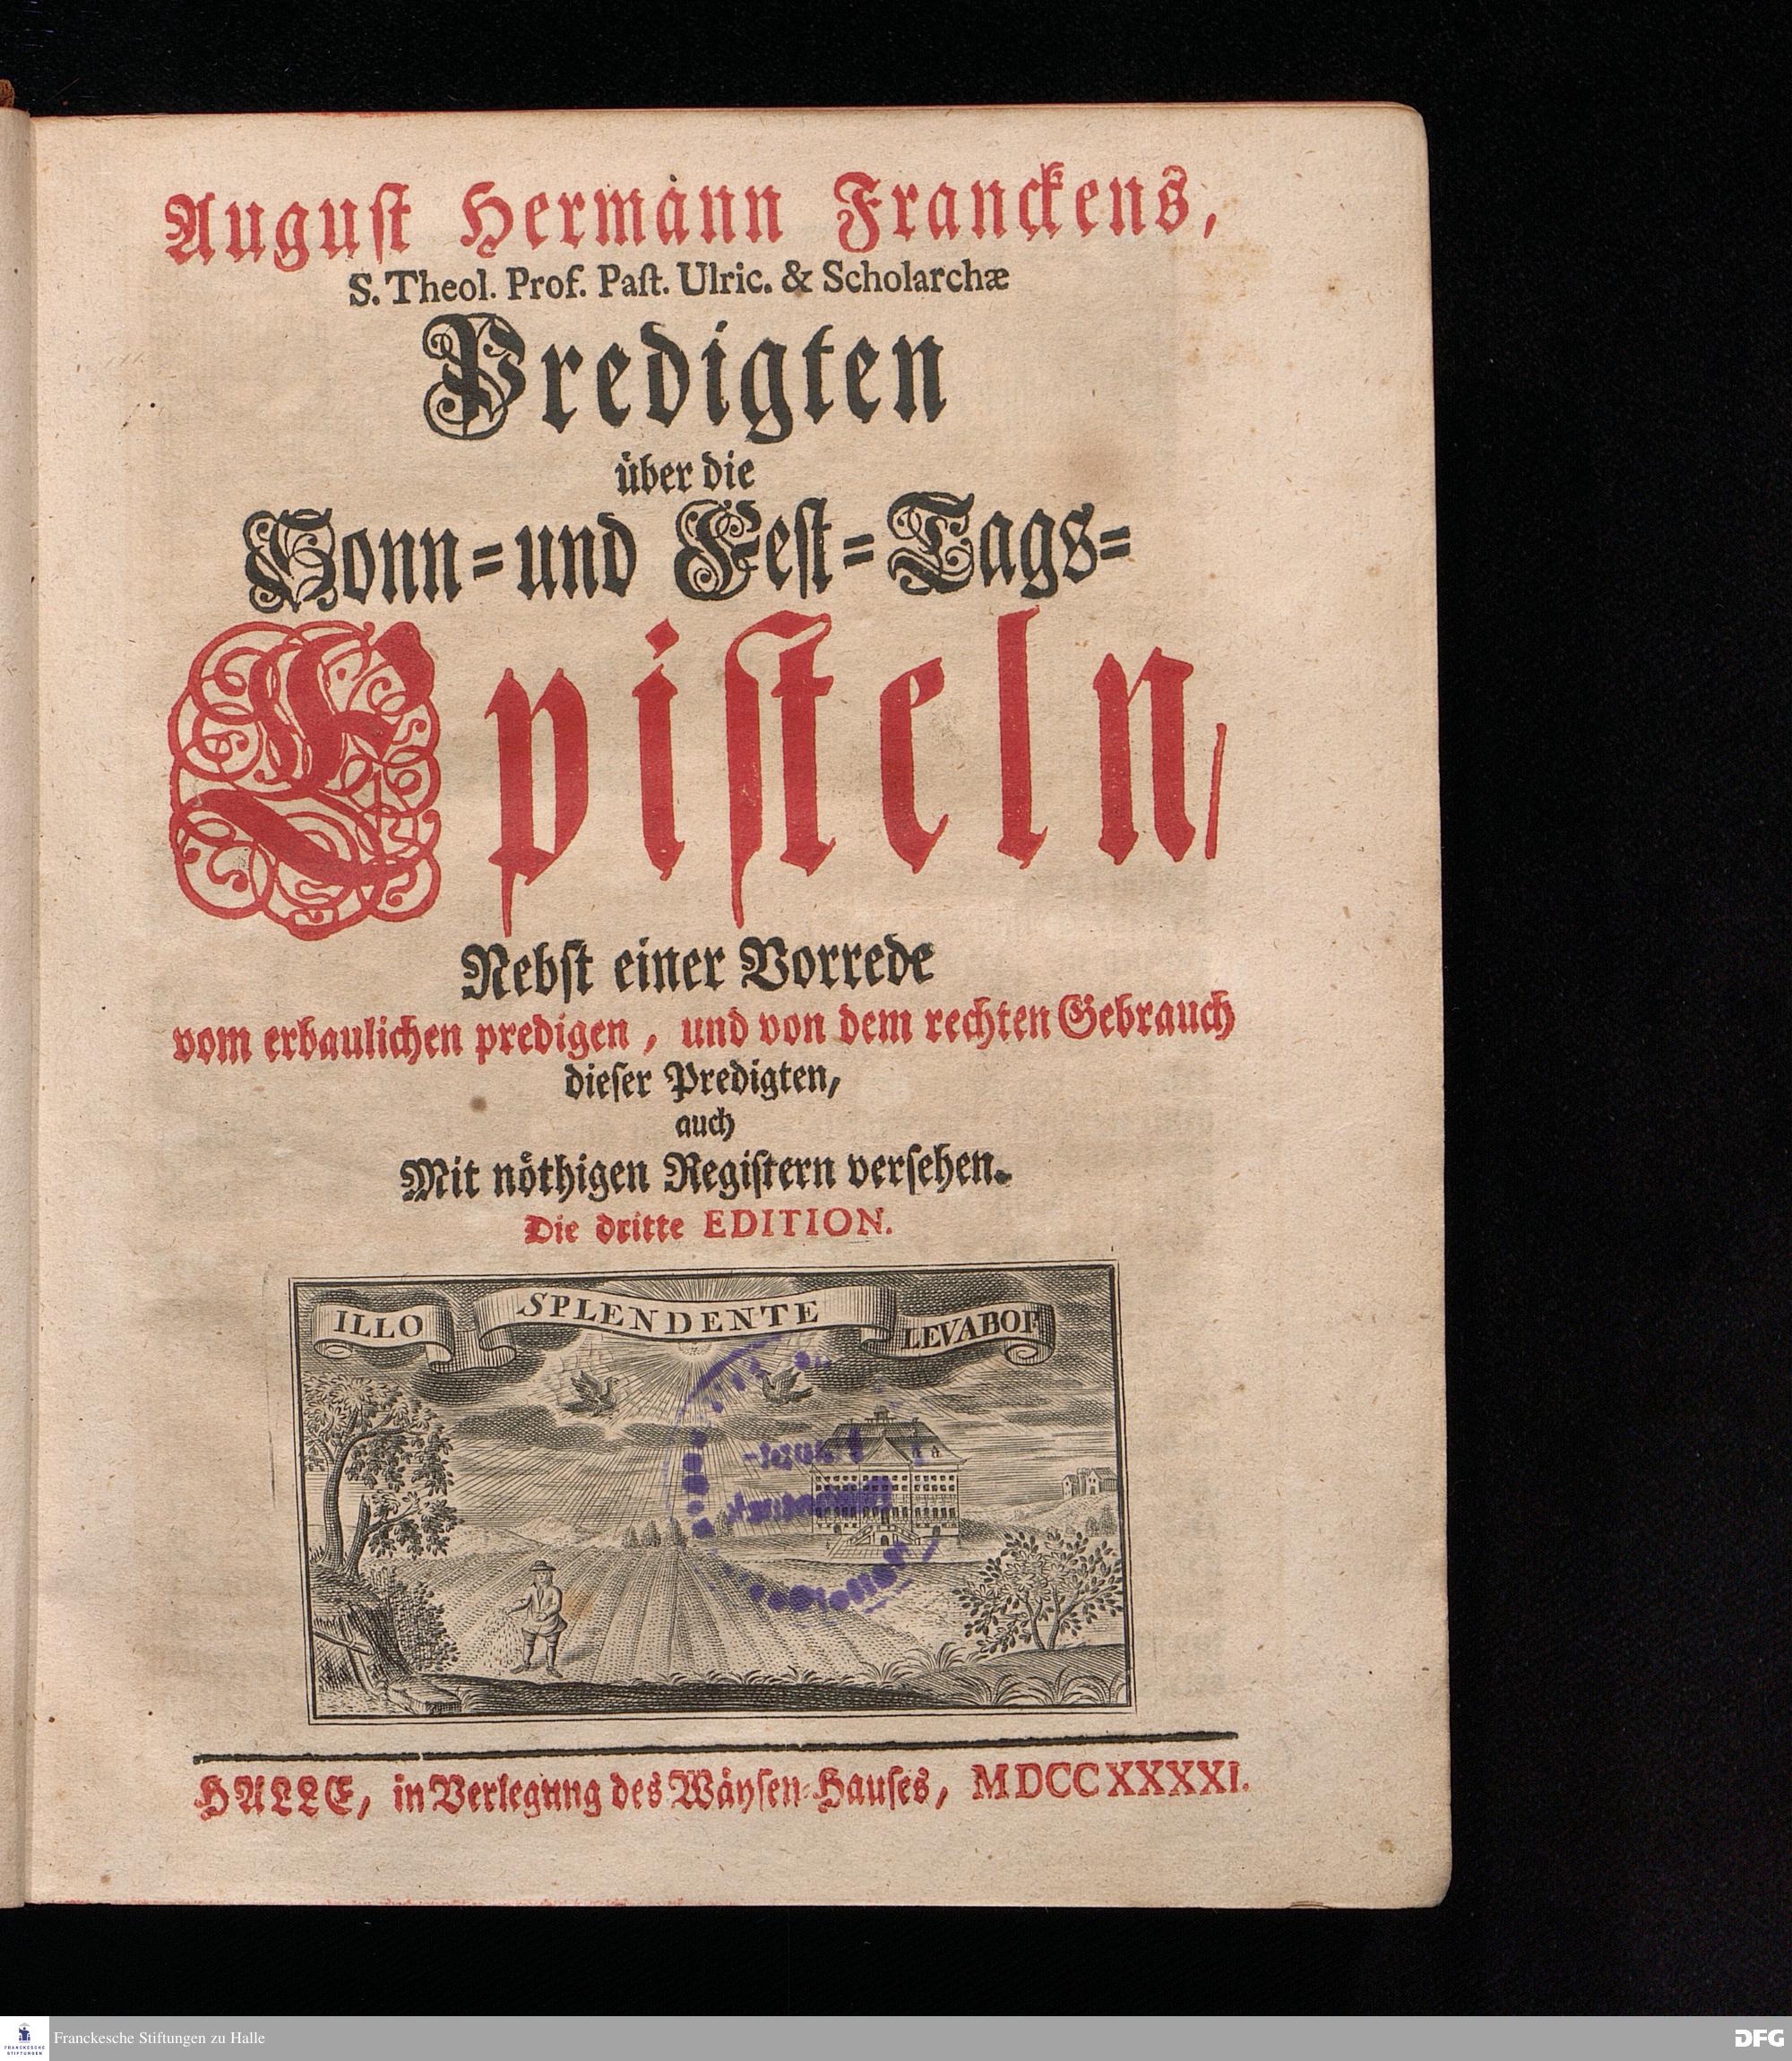 Auguſt Hermann Franckens,
S. Theol. Prof. Paſt. Ulric. & Scholarchæ
Predigten
über die
Sonn-und Feſt-Tags-
Epiſteln,
Nebſt einer Vorrede
vom erbaulichen predigen, und von dem rechten Gebrauch
dieſer Predigten,
auch
Mit nöthigen Regiſtern verſehen.
Die dritte EDITION.
ILLO SPLENDENTE LEVABOR
HALLE, in Verlegung des Wäyſen-Hauſes, MDCCXXXXI.
FRANCKESCHE
STIFTUNGEN
Franckesche Stiftungen zu Halle
DFG